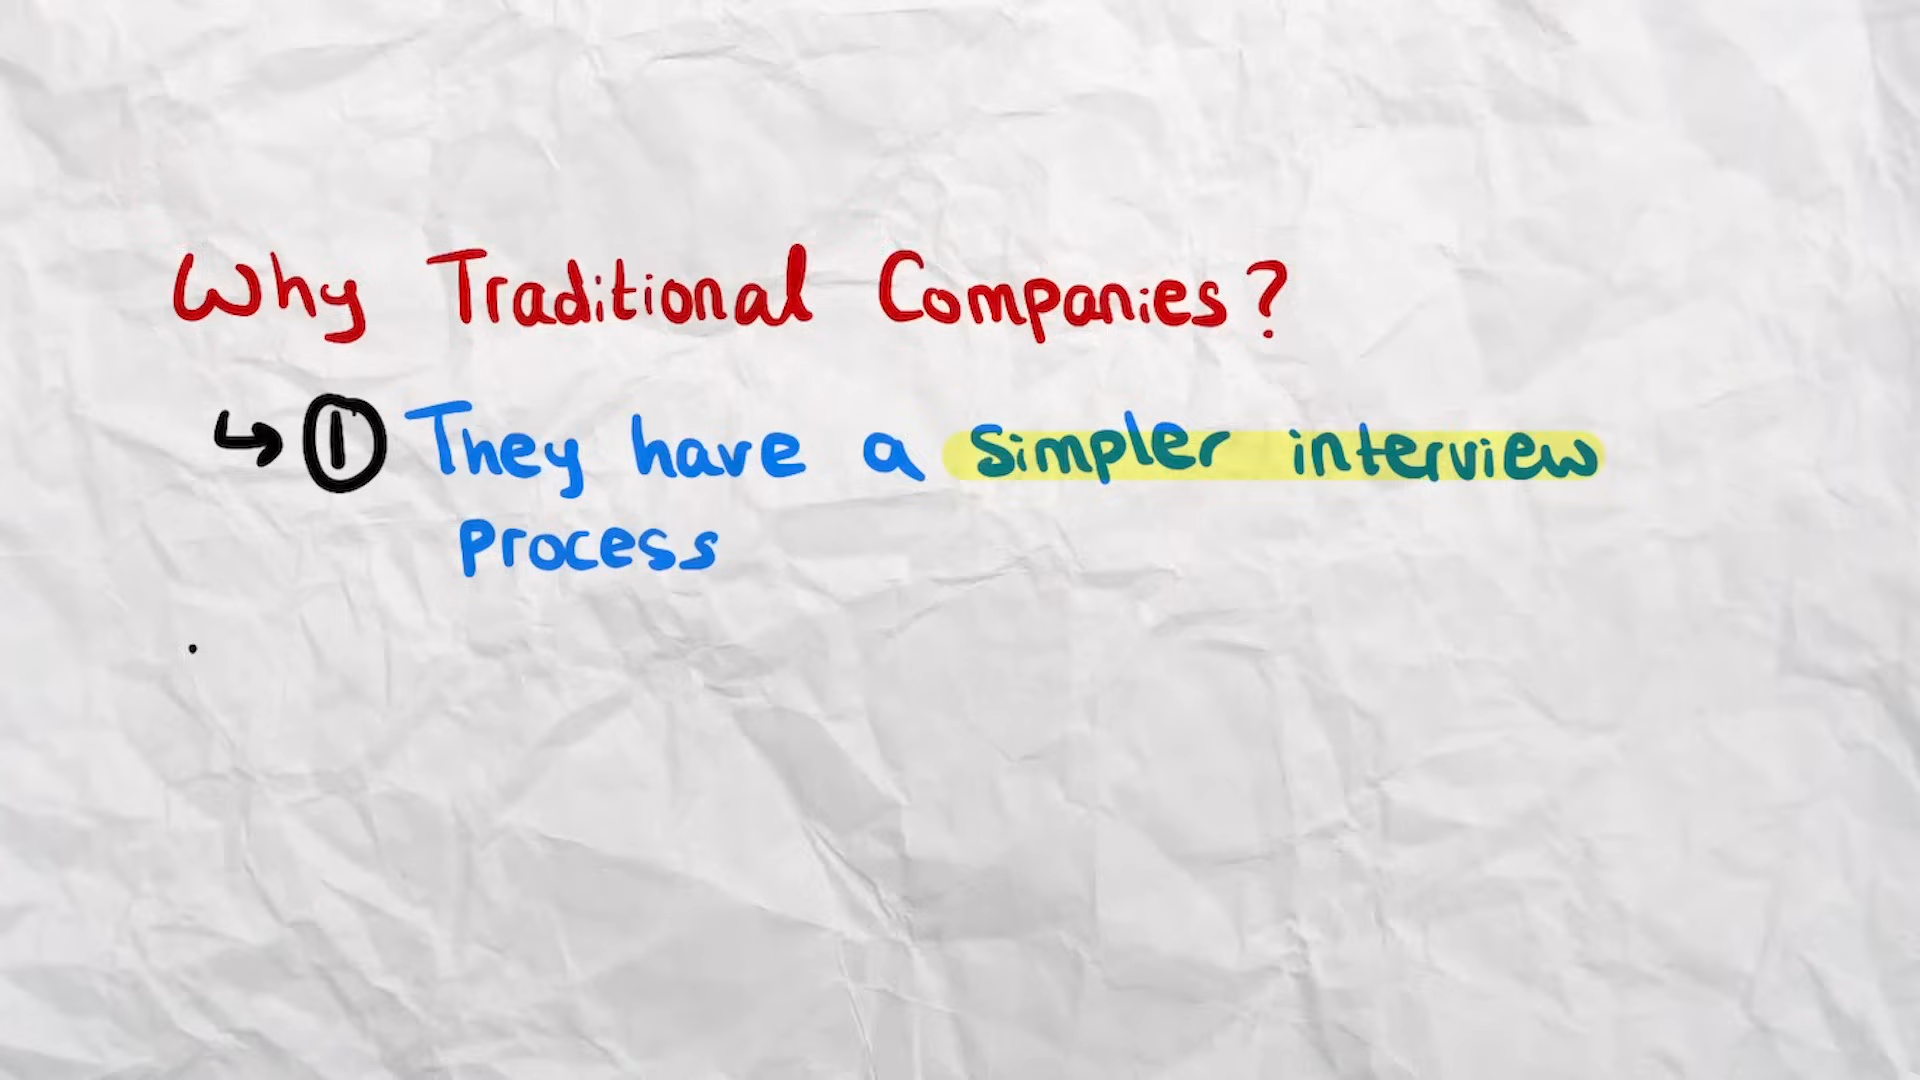 Why Traditional Companies?
↳ ① They have a simpler interview
process